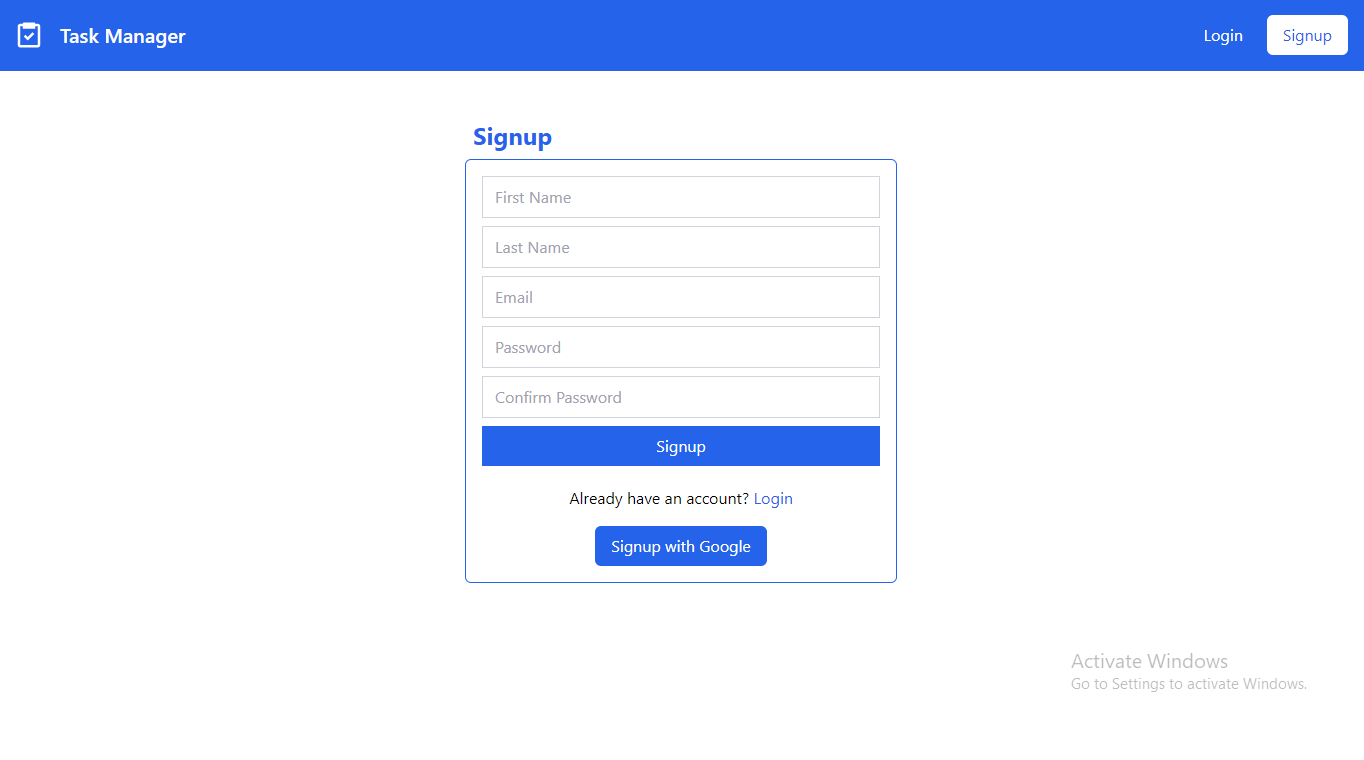 Task Manager
Login
Signup
Signup
First Name
Last Name
Email
Password
Confirm Password
Signup
Already have an account? Login
Signup with Google
Activate Windows
Go to Settings to activate Windows.